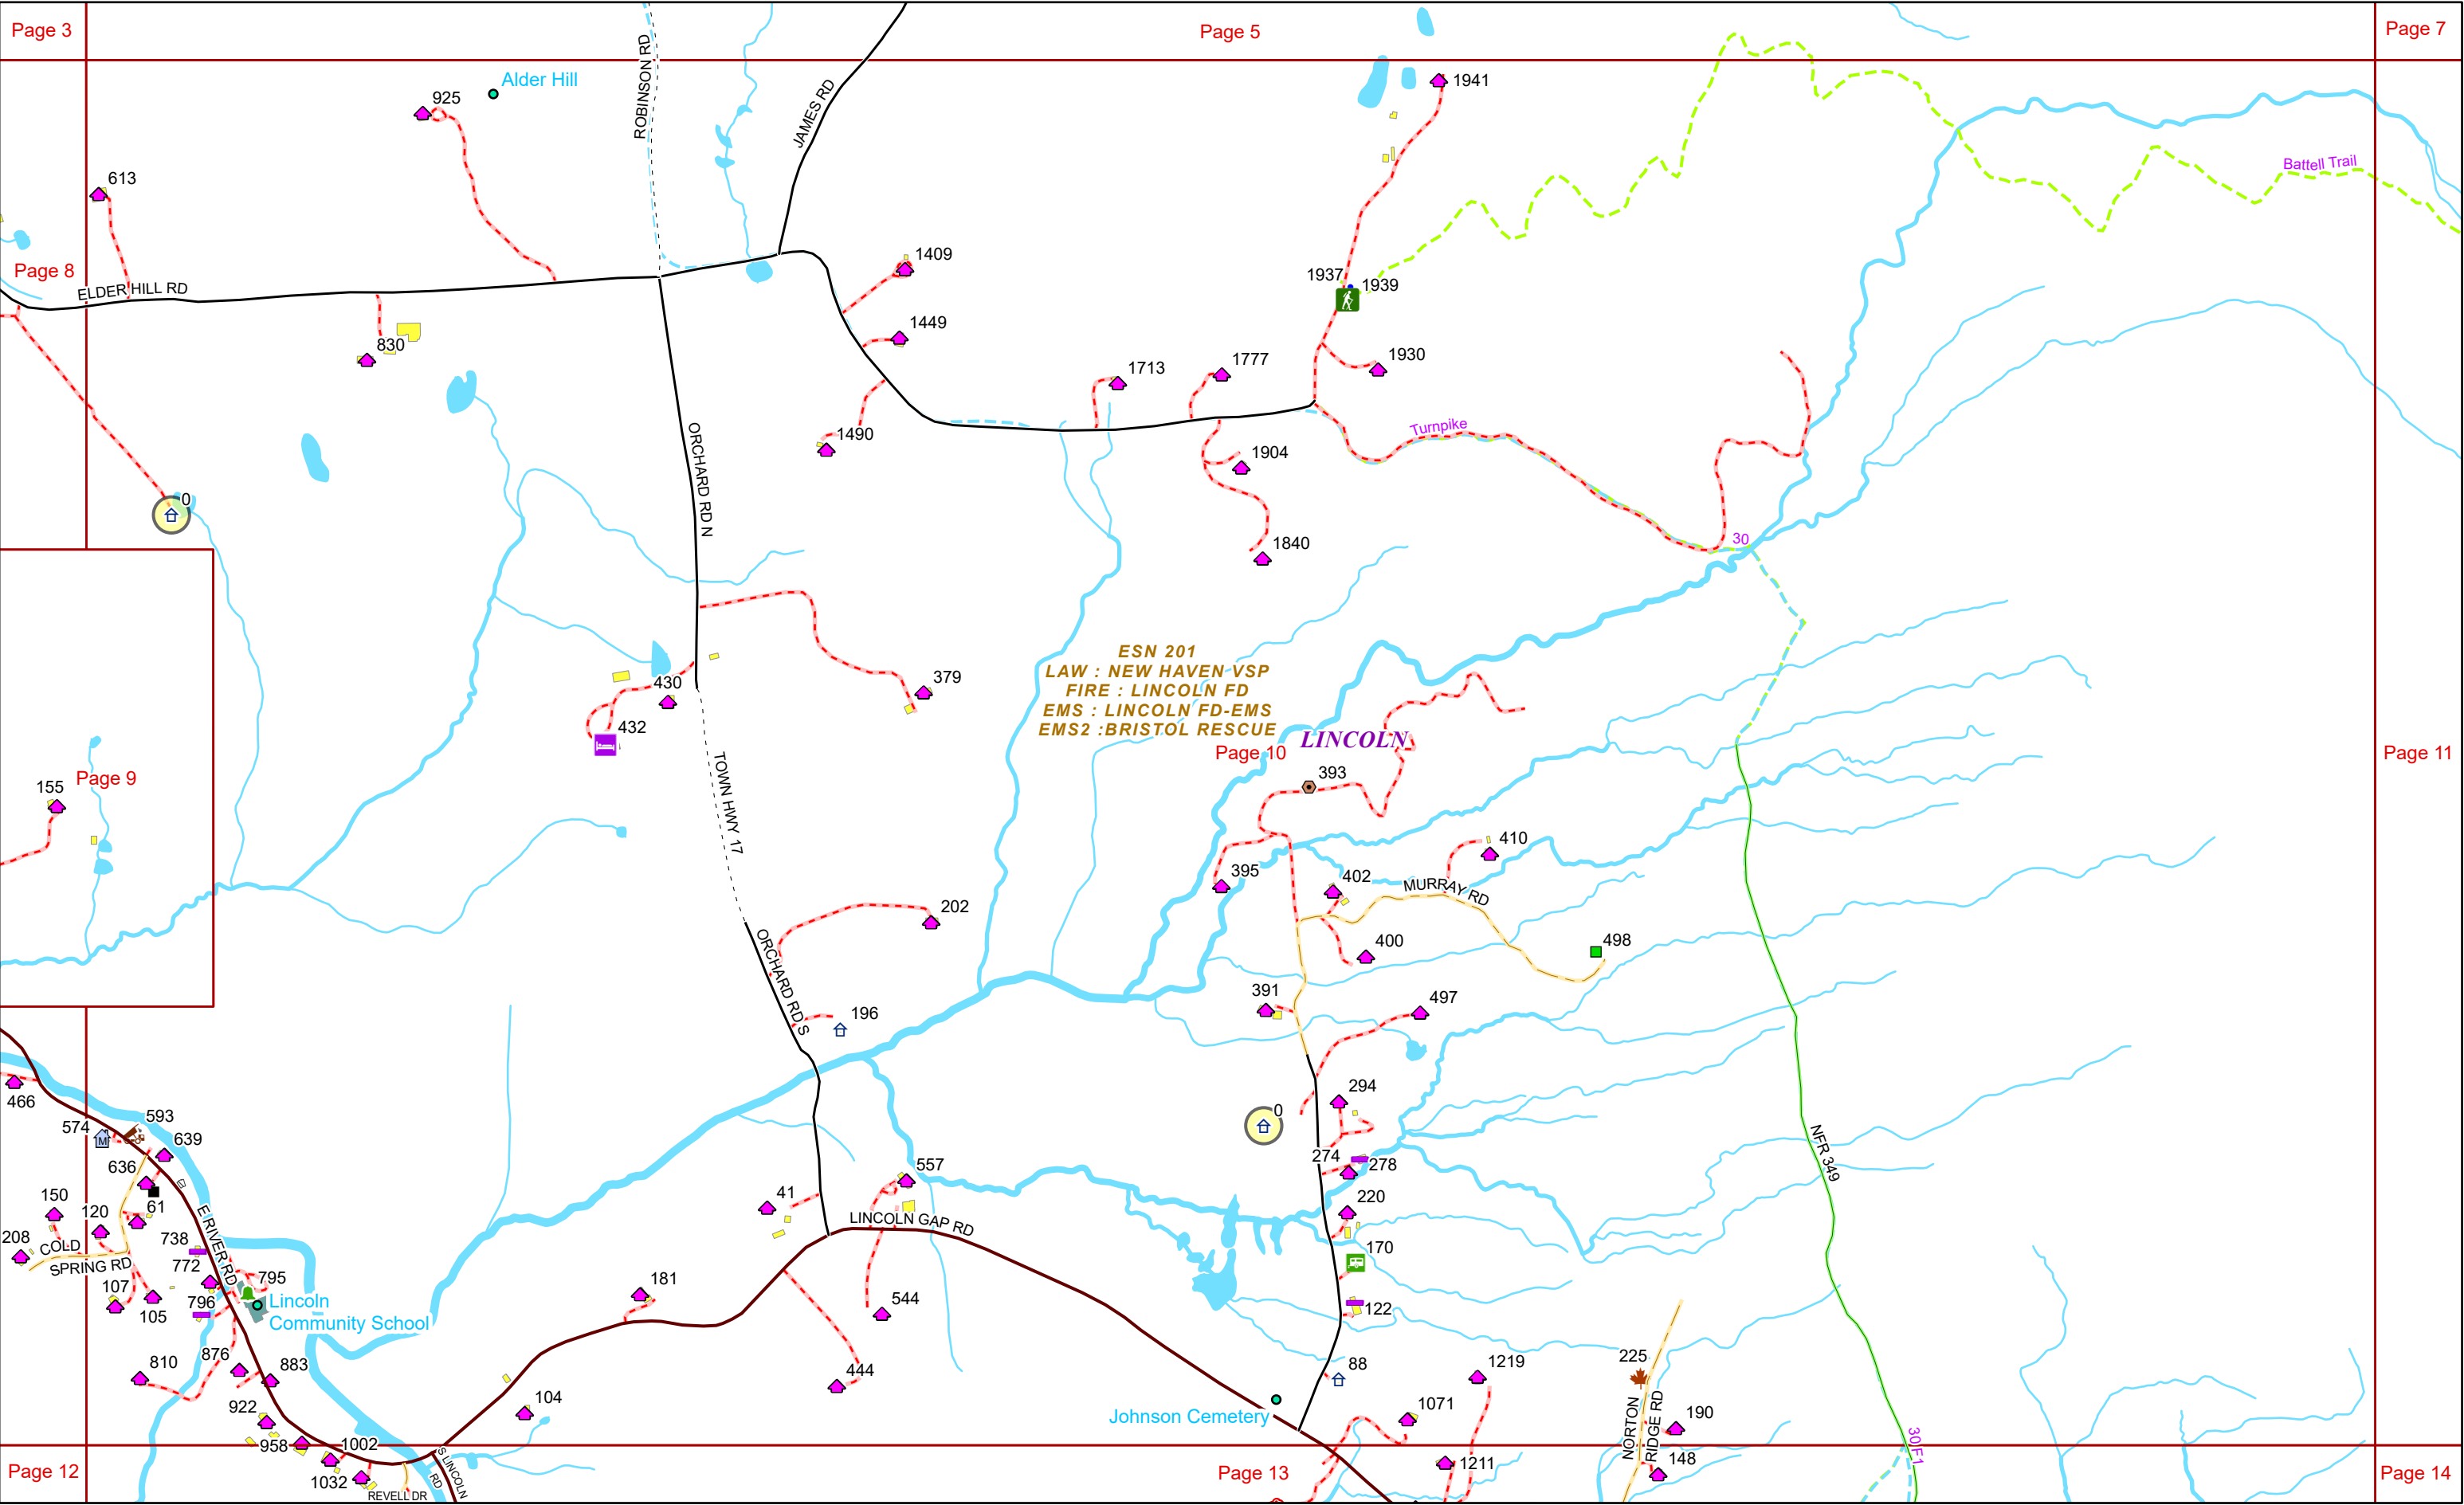 Page 3
Page 5
Page 7
Alder Hill
925
ROBINSON RD
JAMES RD
1941
Battell Trail
613
1409
Page 8
ELDER HILL RD
1937
1939
1449
830
1930
1713
1777
Turnpike
1490
ORCHARD RD N
1904
0
1840
30
ESN 201
LAW : NEW HAVEN VSP
FIRE : LINCOLN FD
EMS : LINCOLN FD-EMS
EMS2 :BRISTOL RESCUE
430
379
432
LINCOLN
Page 10
Page 11
TOWN HWY 17
393
Page 9
155
410
395
402
MURRAY RD
202
400
498
ORCHARD RD S
391
497
196
466
294
0
593
574
639
636
274
278
557
150
61
41
220
120
E RIVER RD
LINCOLN GAP RD
208
COLD
SPRING RD
738
170
NFR 349
772
795
107
105
796
Lincoln
Community School
181
544
122
810
876
883
444
88
1219
225
922
104
Johnson Cemetery
1071
190
NORTON
RIDGE RD
958
1002
30 F1
Page 12
1032
REVELL DR
S LINCOLN
RD
Page 13
1211
148
Page 14